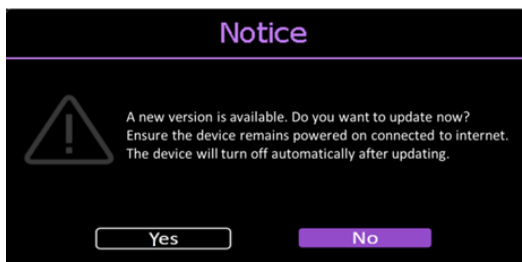 Notice
A new version is available. Do you want to update now?
Ensure the device remains powered on connected to internet.
The device will turn off automatically after updating.
Yes No